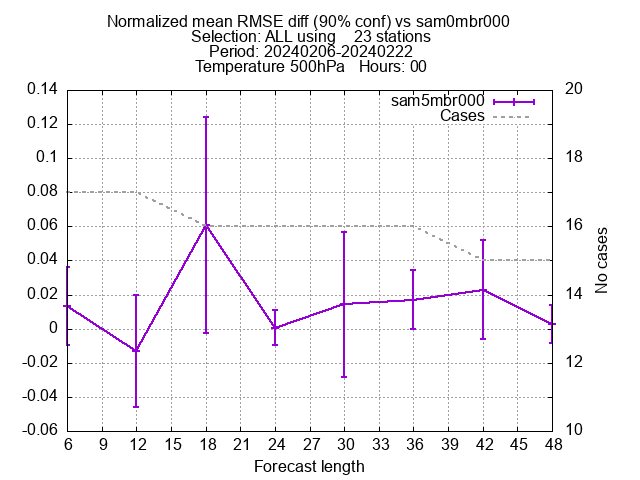 Normalized mean RMSE diff (90% conf) vs sam0mbr000
Selection: ALL using    23 stations
Period: 20240206-20240222
Temperature 500hPa   Hours: 00
sam5mbr000
Cases
0.14
0.12
0.1
0.08
0.06
0.04
0.02
0
-0.02
-0.04
-0.06
20
18
16
14
12
10
No cases
6 9 12 15 18 21 24 27 30 33 36 39 42 45 48
Forecast length